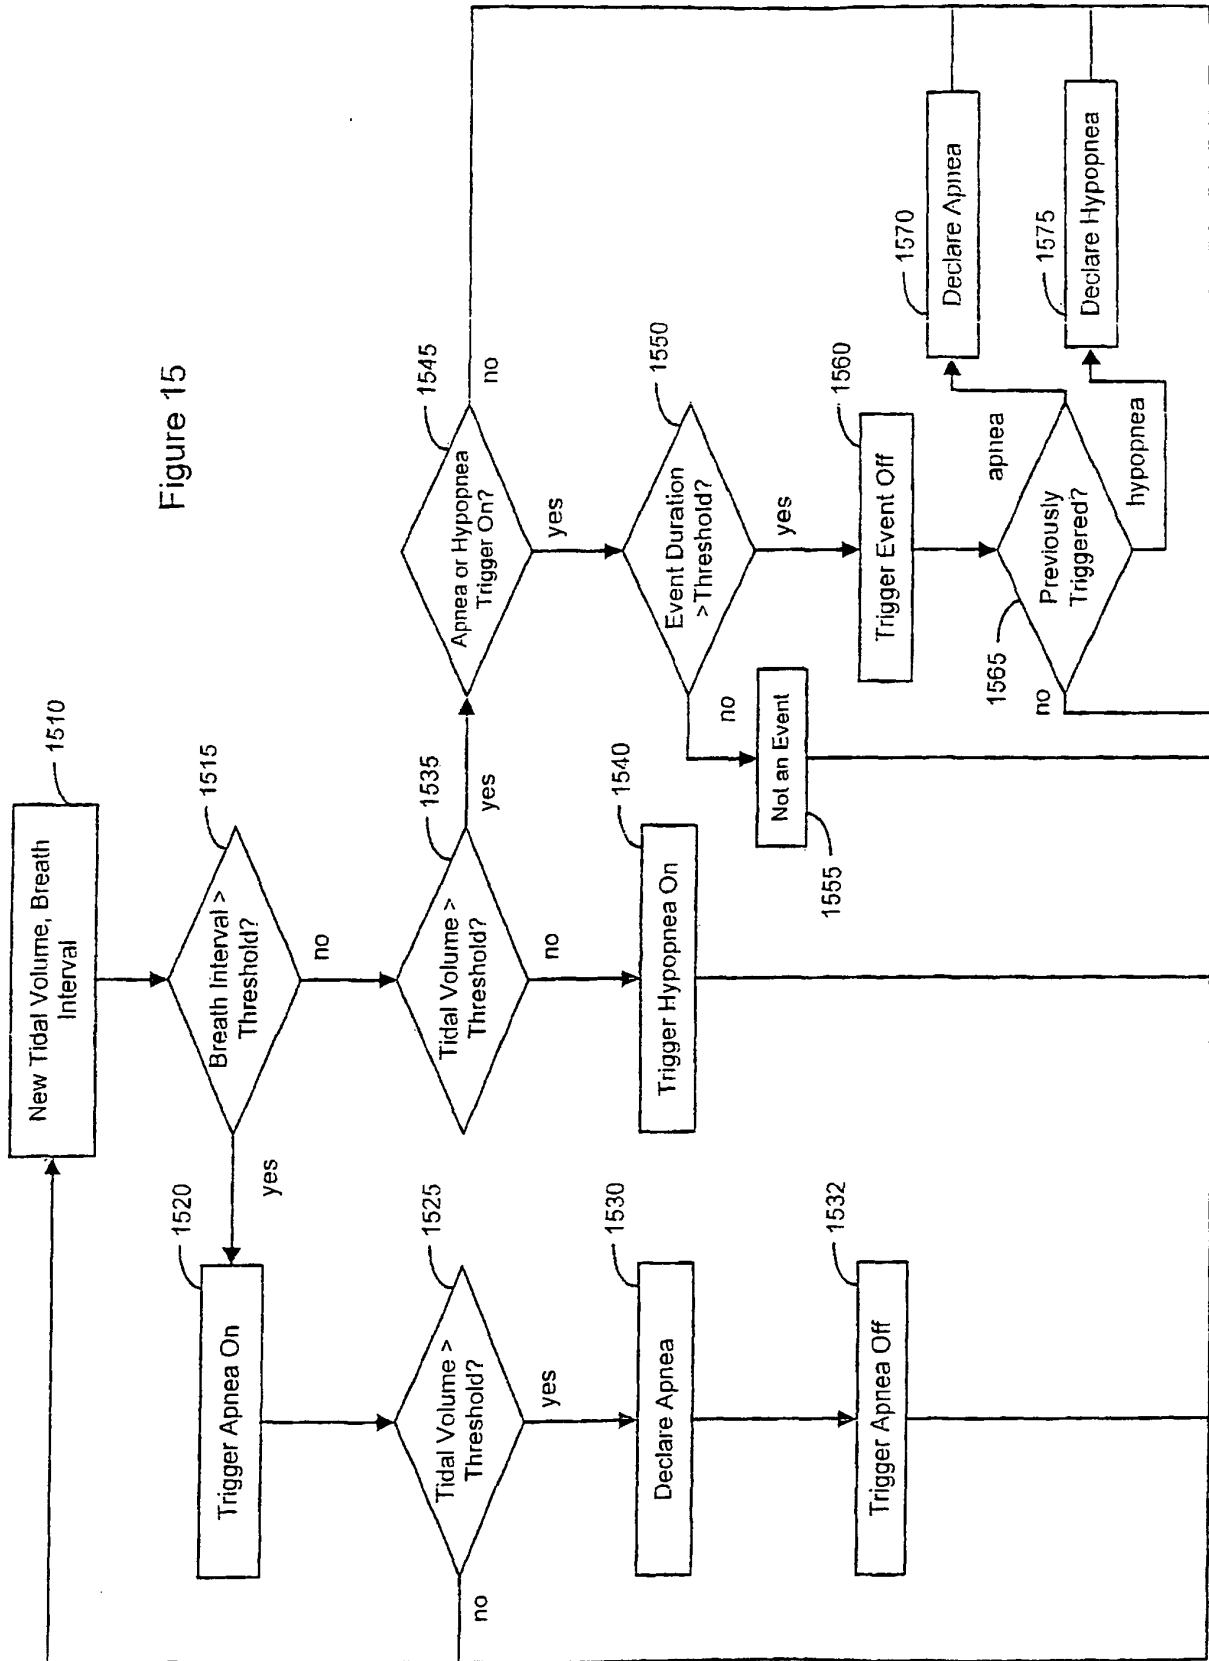 Figure 15
New Tidal Volume, Breath
Interval
1510
Breath Interval >
Threshold?
1515
yes
no
Trigger Apnea On
1520
Tidal Volume >
Threshold?
1525
no
yes
Declare Apnea
1530
Trigger Apnea Off
1532
Tidal Volume >
Threshold?
1535
yes
no
Trigger Hypopnea On
1540
Apnea or Hypopnea
Trigger On?
1545
no
yes
Event Duration
>Threshold?
1550
no
yes
Not an Event
1555
Trigger Event Off
1560
Previously
Triggered?
1565
no
apnea
hypopnea
Declare Apnea
1570
Declare Hypopnea
1575